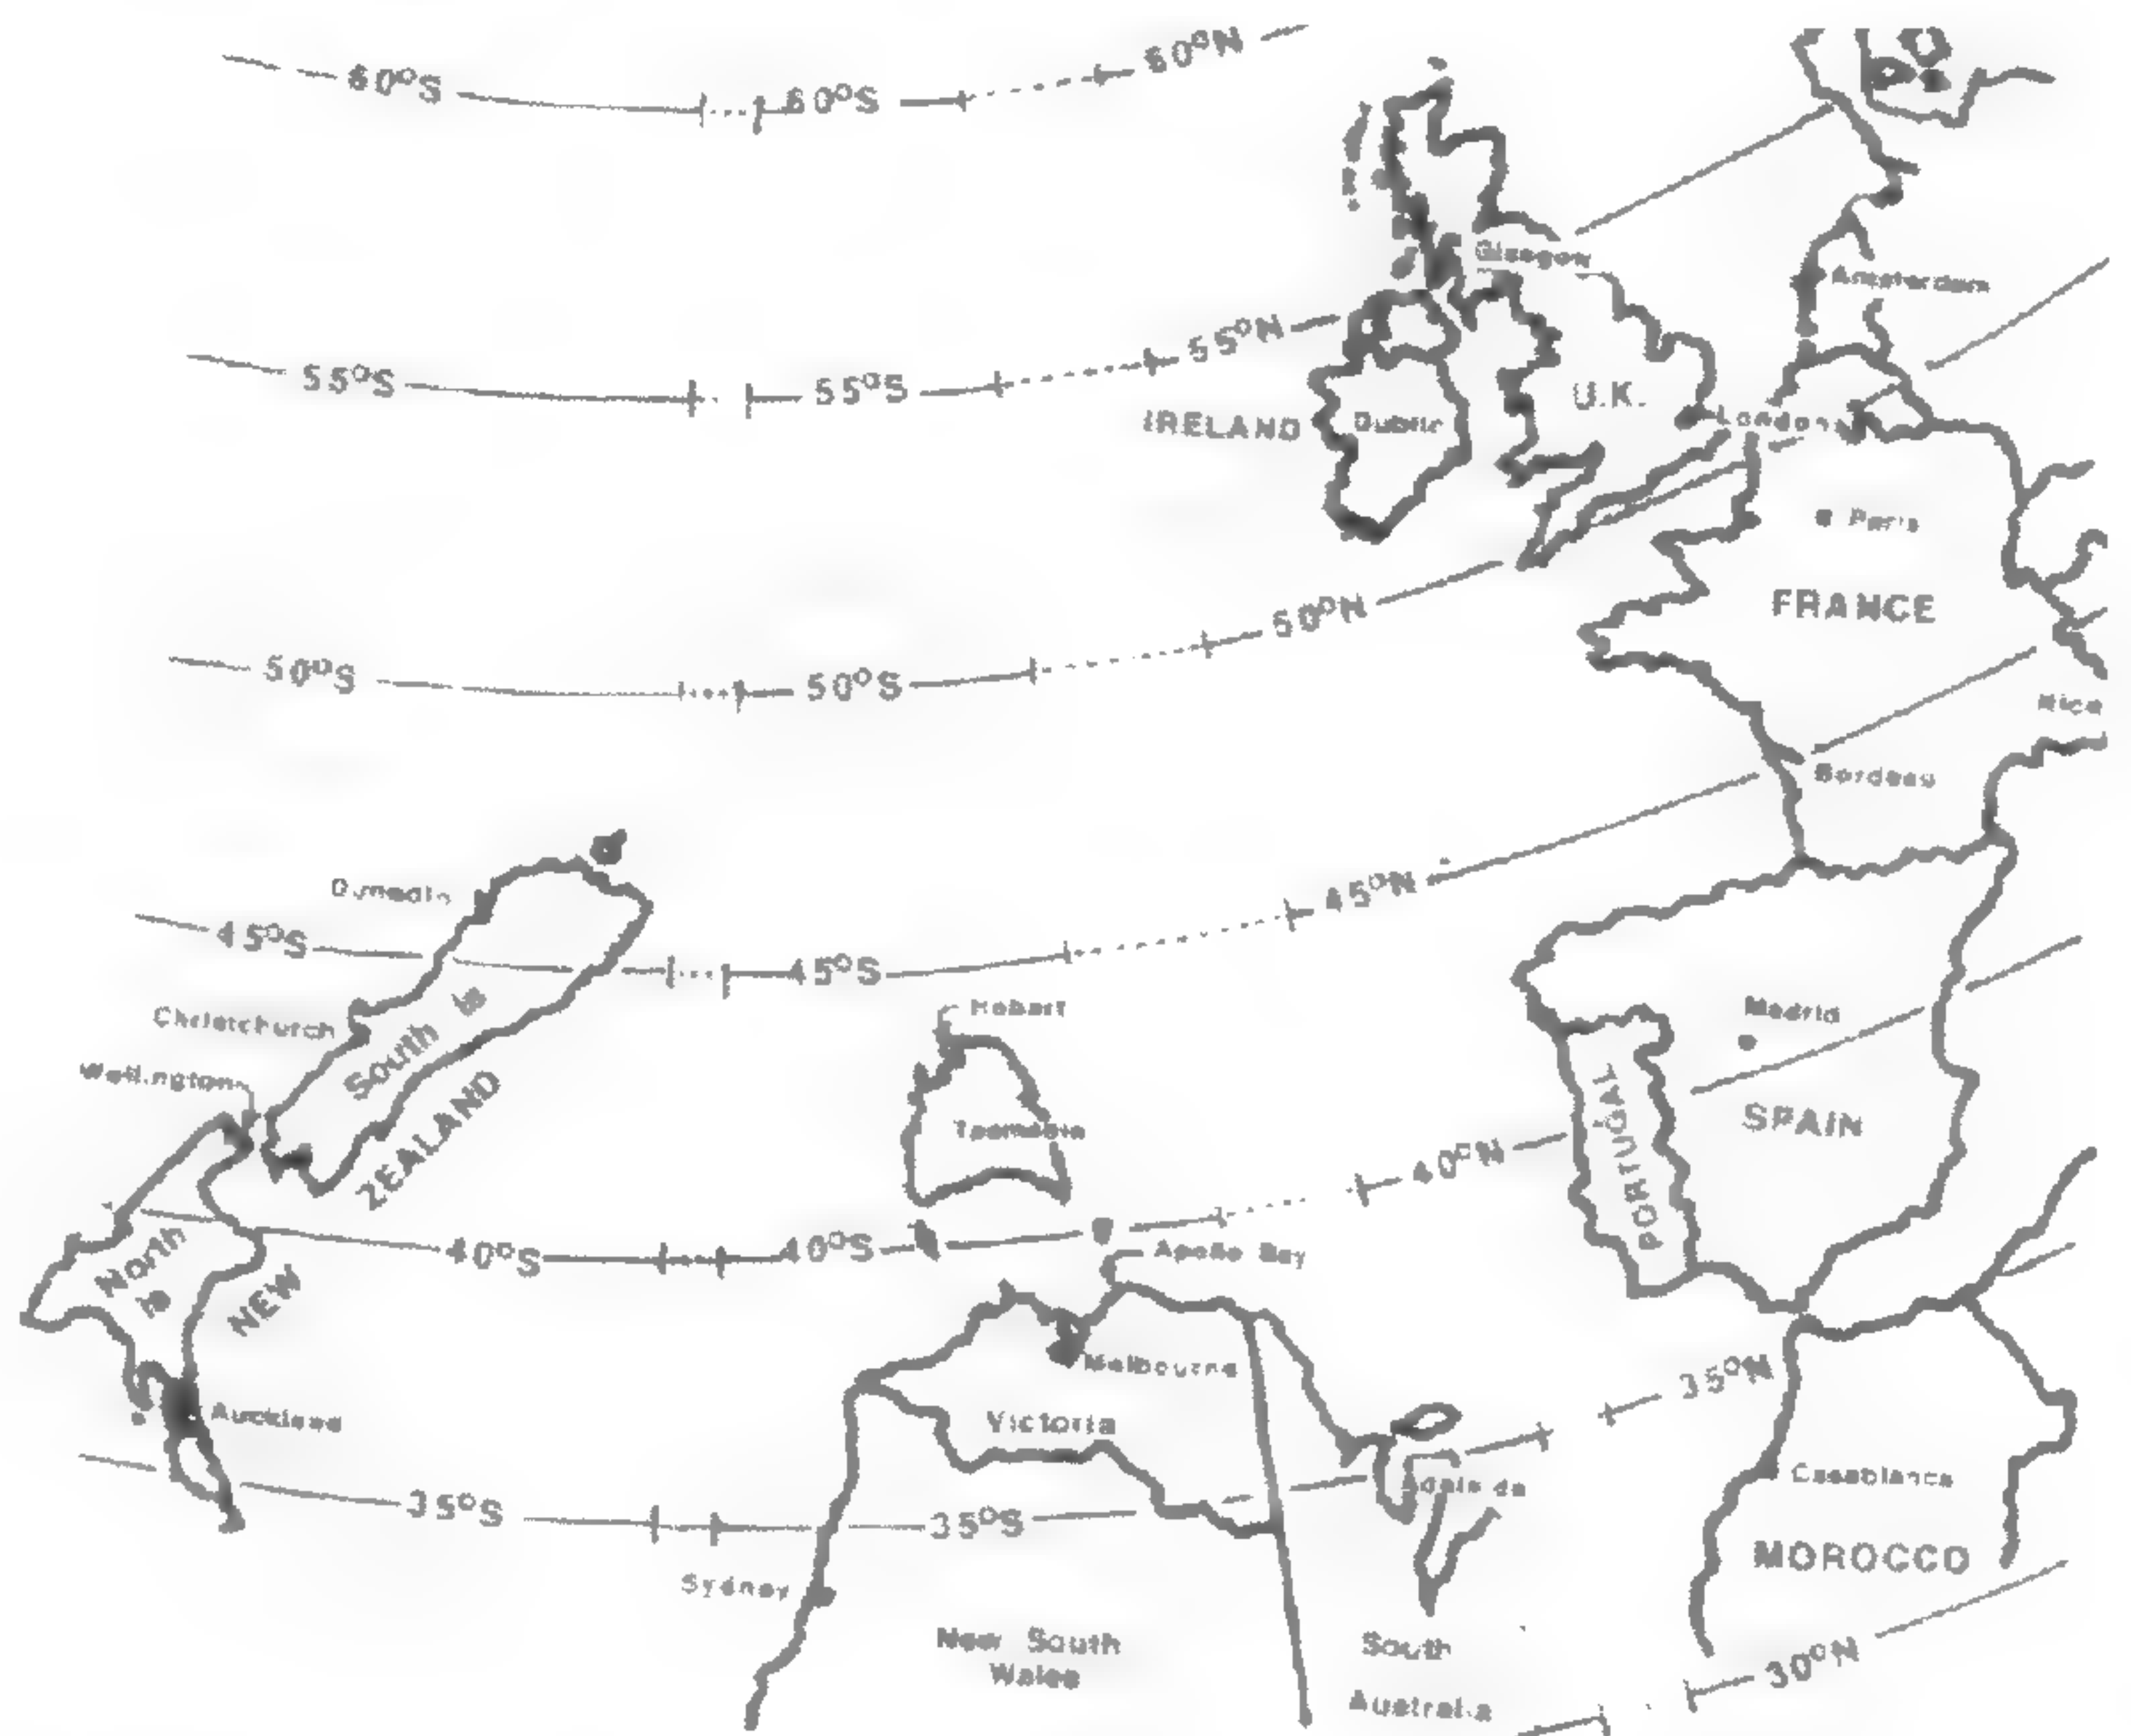 60°S
60°S
60°N
Glasgow
Amsterdam
55°S
55°S
55°N
IRELAND
Dublin
U.K.
London
Paris
50°S
50°S
50°N
FRANCE
Nice
Bordeau
Dunedin
45°S
45°S
45°N
Christchurch
South Is
Hobart
Madrid
Wellington
ZEALAND
Tasmania
40°N
PORTUGAL
SPAIN
North
Is
NEW
40°S
40°S
Apollo Bay
Melbourne
35°N
Auckland
Victoria
Casablanca
35°S
35°S
MOROCCO
Sydney
New South
Wales
South
Australia
30°N